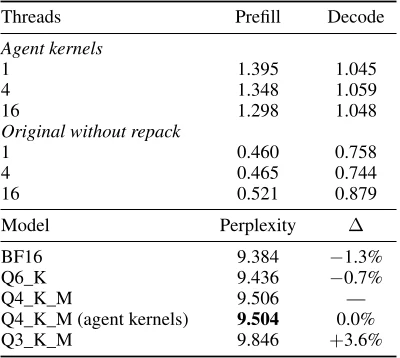 Threads Prefill Decode
Agent kernels
1 1.395 1.045
4 1.348 1.059
16 1.298 1.048
Original without repack
1 0.460 0.758
4 0.465 0.744
16 0.521 0.879
Model Perplexity Δ
BF16 9.384 −1.3%
Q6_K 9.436 −0.7%
Q4_K_M 9.506 —
Q4_K_M (agent kernels) 9.504 0.0%
Q3_K_M 9.846 +3.6%